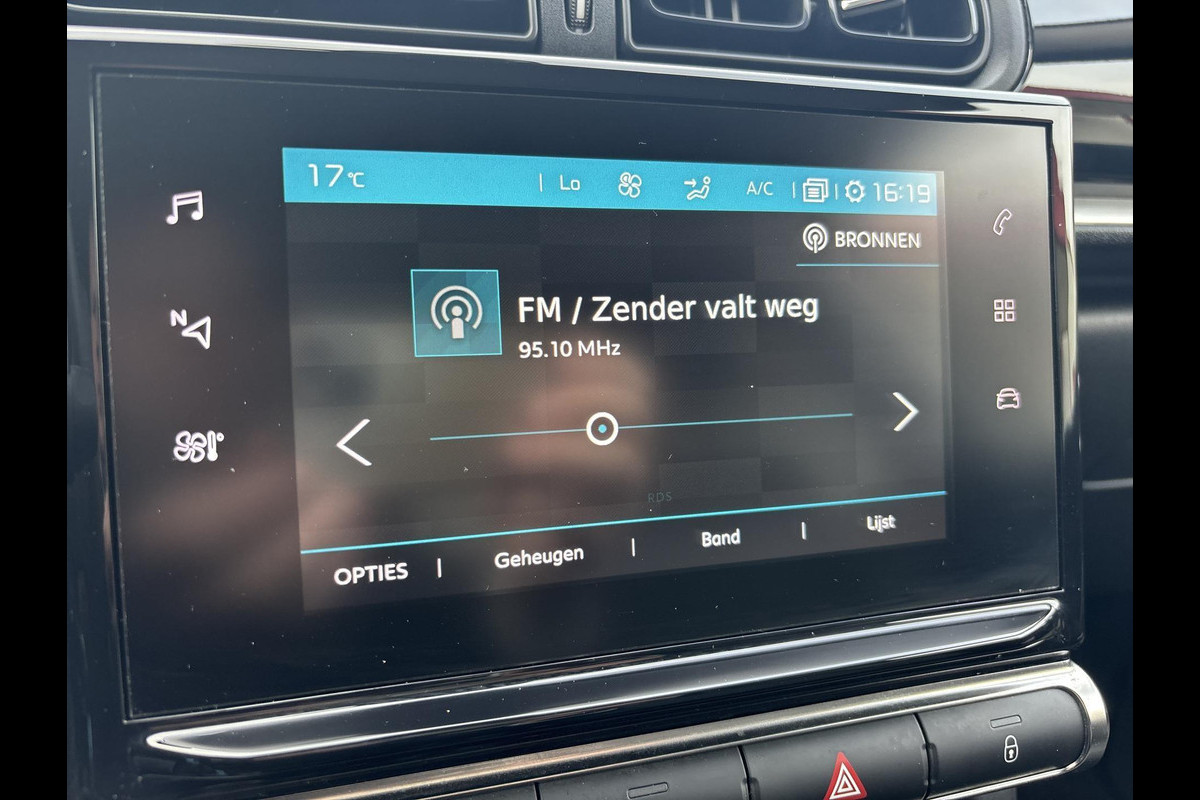 17°C | Lo A/C | | 16:19
BRONNEN
FM / Zender valt weg
95.10 MHz
RDS
OPTIES | Geheugen | Band | Lijst
N